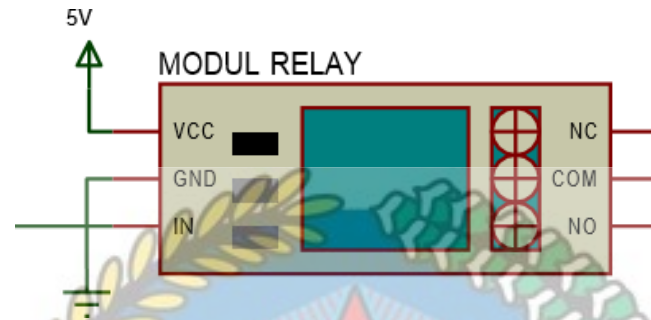 5V
MODUL RELAY
VCC NC
GND COM
IN NO